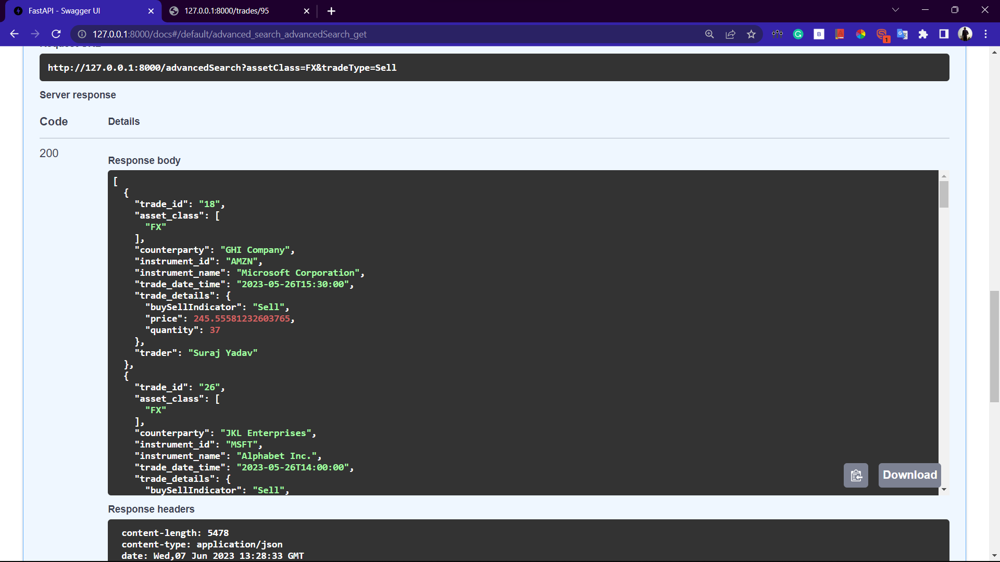 FastAPI - Swagger UI
127.0.0.1:8000/trades/95
127.0.0.1:8000/docs#/default/advanced_search_advancedSearch_get
B
1
http://127.0.0.1:8000/advancedSearch?assetClass=FX&tradeType=Sell
Server response
Code Details
200
Response body
[
{
"trade_id": "18",
"asset_class": [
"FX"
],
"counterparty": "GHI Company",
"instrument_id": "AMZN",
"instrument_name": "Microsoft Corporation",
"trade_date_time": "2023-05-26T15:30:00",
"trade_details": {
"buySellIndicator": "Sell",
"price": 245.55581232603765,
"quantity": 37
},
"trader": "Suraj Yadav"
},
{
"trade_id": "26",
"asset_class": [
"FX"
],
"counterparty": "JKL Enterprises",
"instrument_id": "MSFT",
"instrument_name": "Alphabet Inc.",
"trade_date_time": "2023-05-26T14:00:00",
"trade_details": {
"buySellIndicator": "Sell",
Download
Response headers
content-length: 5478
content-type: application/json
date: Wed,07 Jun 2023 13:28:33 GMT